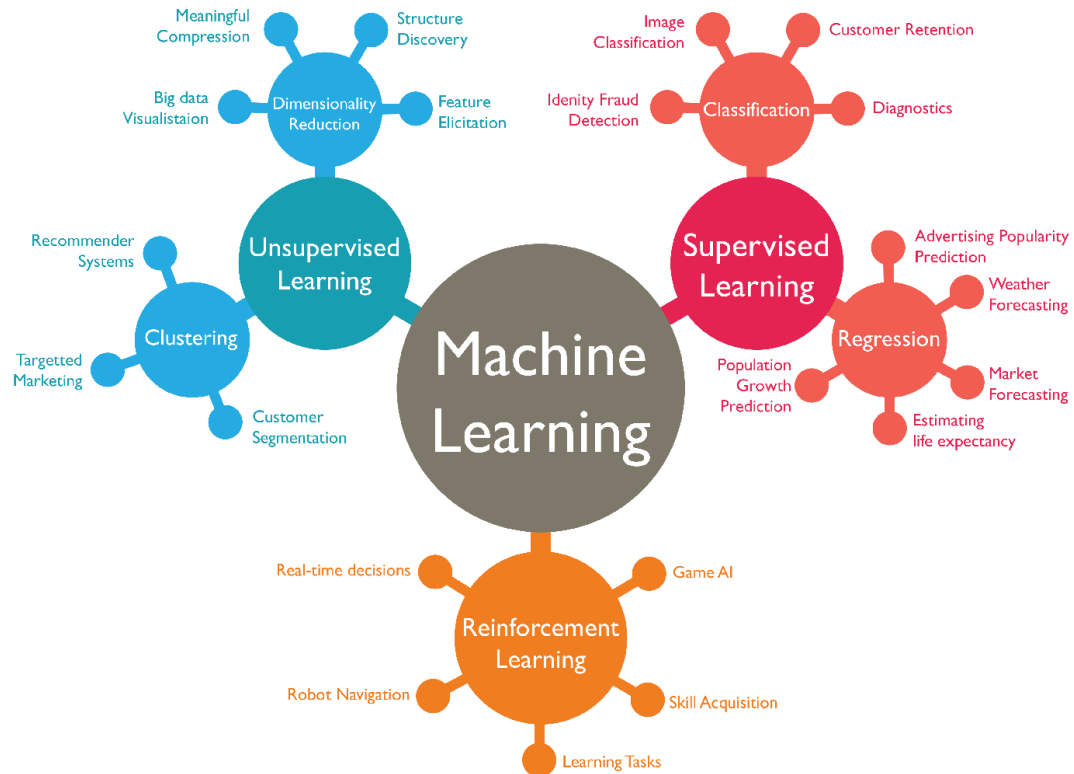 Meaningful
Compression
Structure
Discovery
Big data
Visualistaion
Dimensionality
Reduction
Feature
Elicitation
Image
Classification
Customer Retention
Idenity Fraud
Detection
Classification
Diagnostics
Unsupervised
Learning
Supervised
Learning
Recommender
Systems
Clustering
Targetted
Marketing
Customer
Segmentation
Advertising Popularity
Prediction
Weather
Forecasting
Regression
Population
Growth
Prediction
Market
Forecasting
Estimating
life expectancy
Machine
Learning
Real-time decisions
Game AI
Reinforcement
Learning
Robot Navigation
Skill Acquisition
Learning Tasks